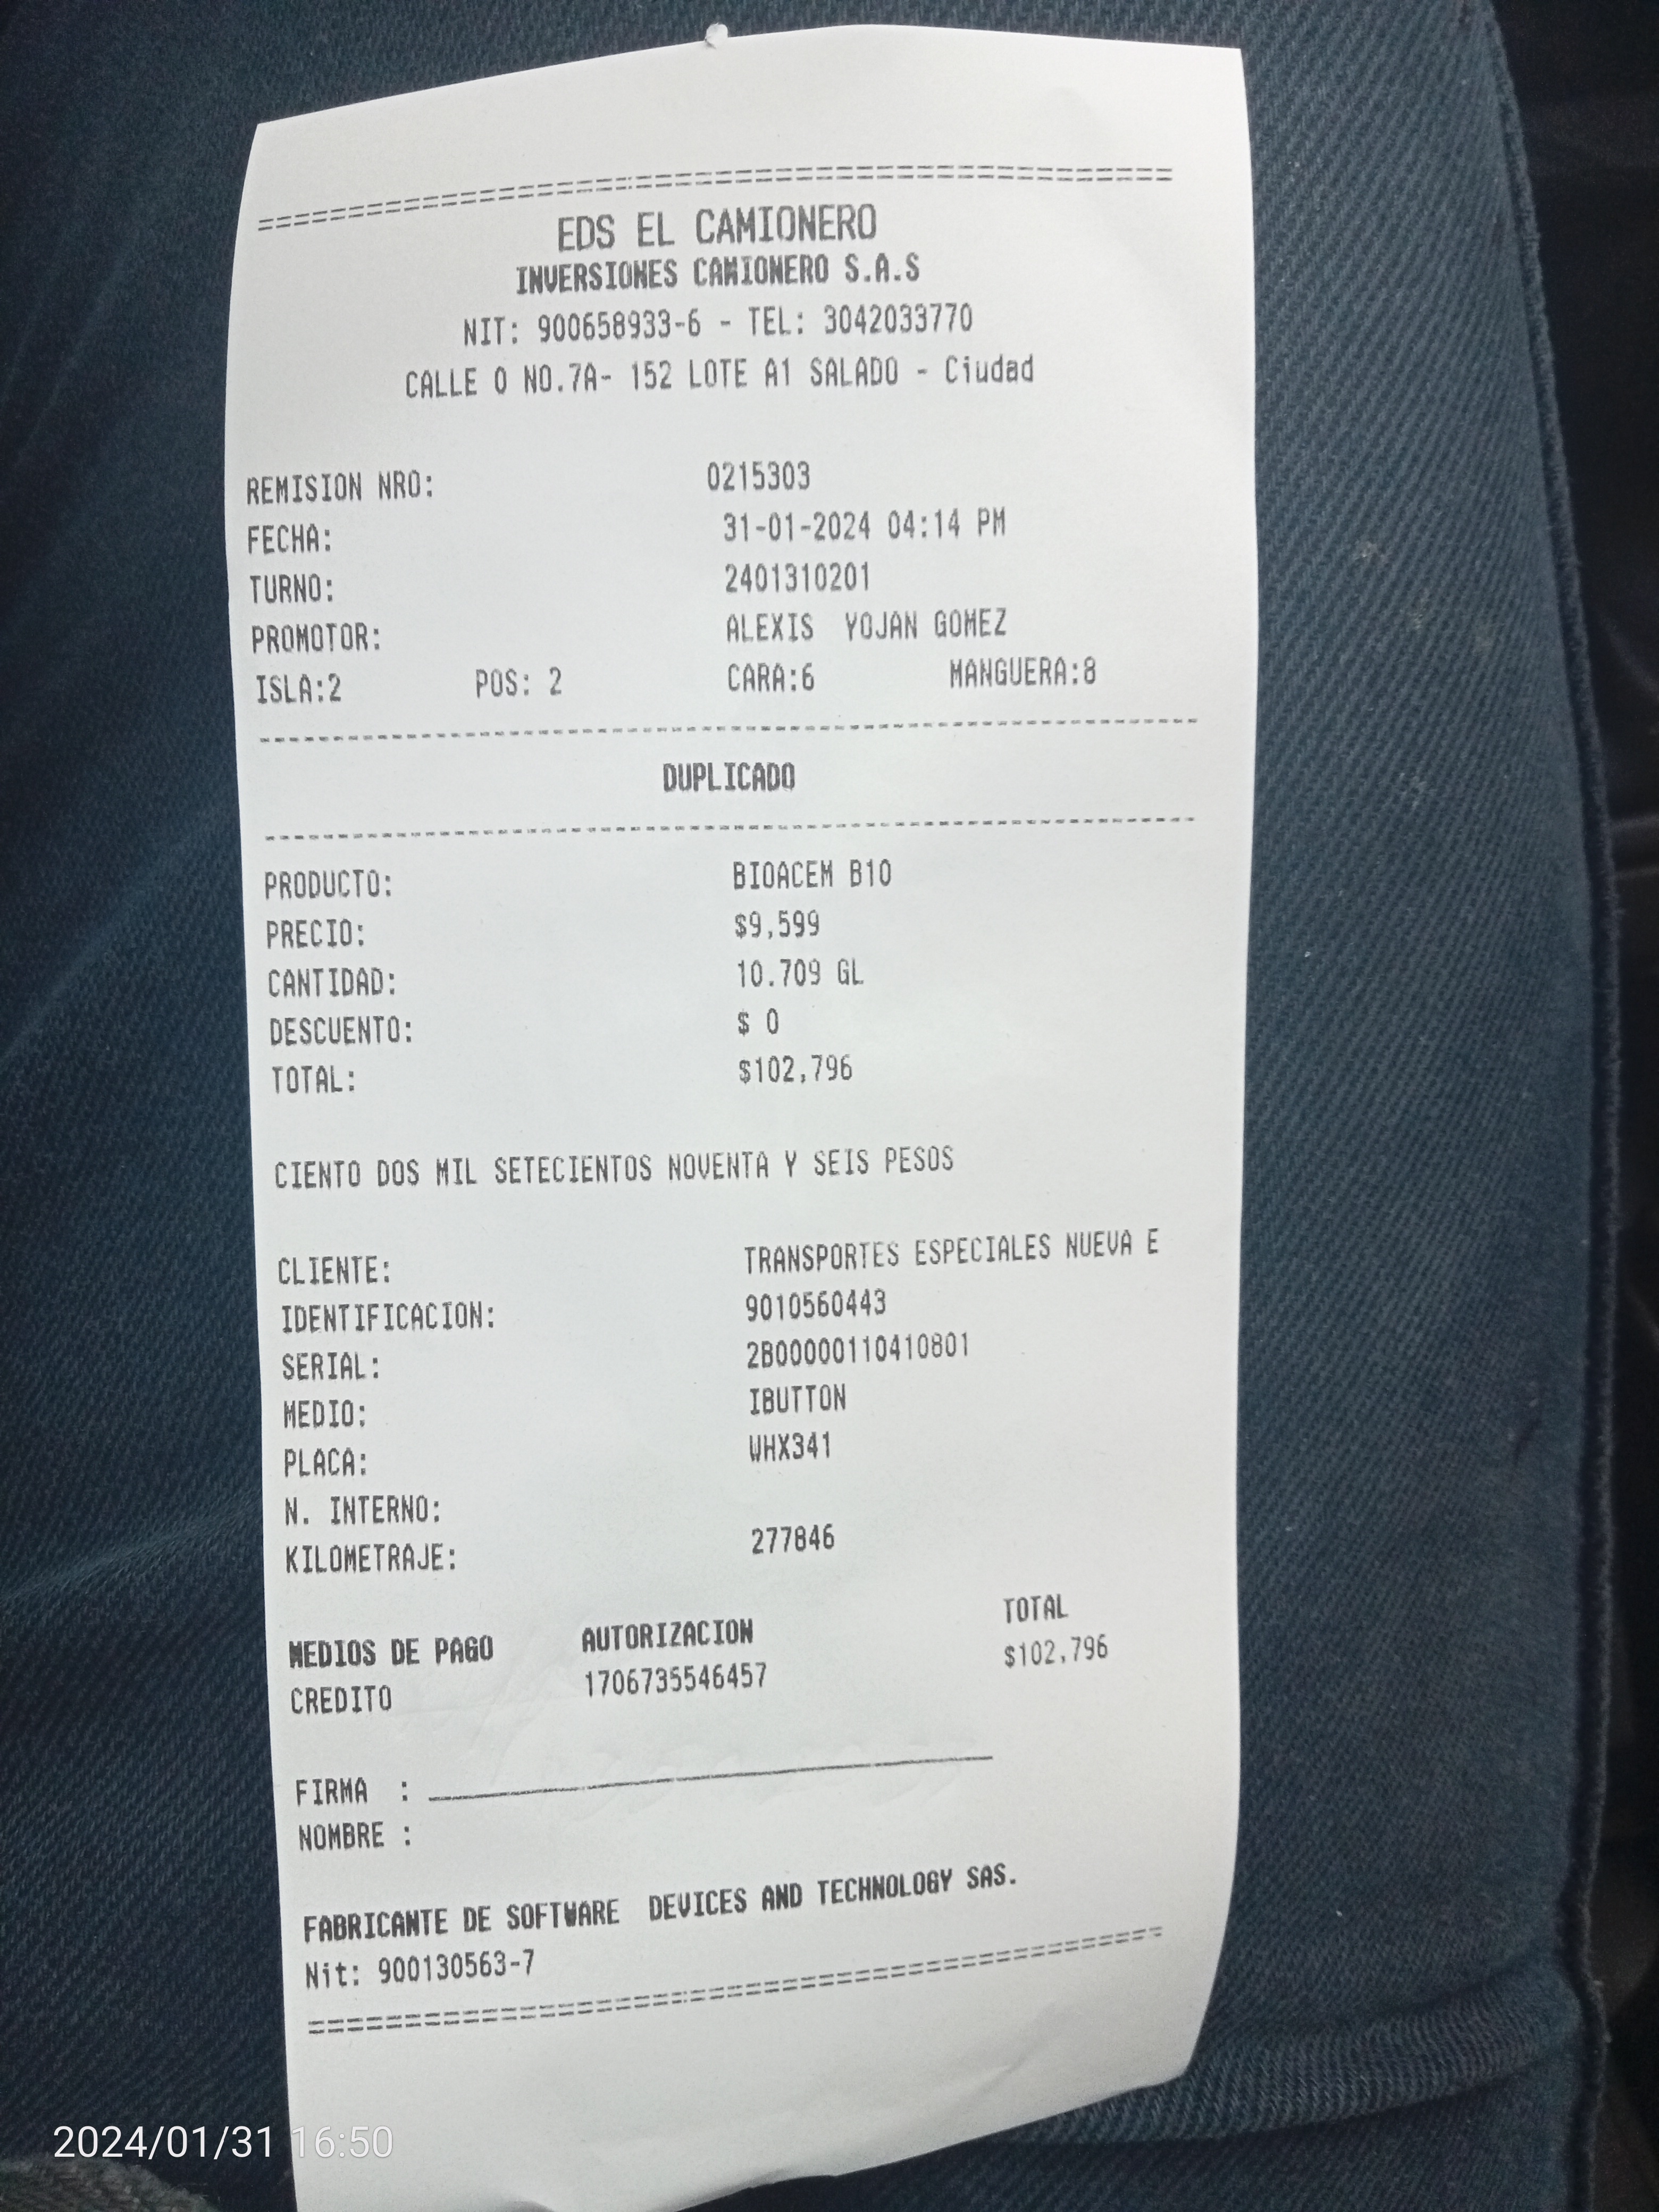 ================================================
EDS EL CAMIONERO
INVERSIONES CAMIONERO S.A.S
NIT: 900658933-6 - TEL: 3042033770
CALLE 0 NO.7A- 152 LOTE A1 SALADO - Ciudad
REMISION NRO: 0215303
FECHA: 31-01-2024 04:14 PM
TURNO: 2401310201
PROMOTOR: ALEXIS  YOJAN GOMEZ
ISLA:2 POS: 2 CARA:6 MANGUERA:8
------------------------------------------------
DUPLICADO
------------------------------------------------
PRODUCTO: BIOACEM B10
PRECIO: $9,599
CANTIDAD: 10.709 GL
DESCUENTO: $ 0
TOTAL: $102,796
CIENTO DOS MIL SETECIENTOS NOVENTA Y SEIS PESOS
CLIENTE: TRANSPORTES ESPECIALES NUEVA E
IDENTIFICACION: 9010560443
SERIAL: 2B00000110410801
MEDIO: IBUTTON
PLACA: WHX341
N. INTERNO:
KILOMETRAJE: 277846
MEDIOS DE PAGO AUTORIZACION TOTAL
CREDITO 1706735546457 $102,796
FIRMA  : ______________________
NOMBRE :
FABRICANTE DE SOFTWARE  DEVICES AND TECHNOLOGY SAS.
Nit: 900130563-7
================================================
2024/01/31 16:50